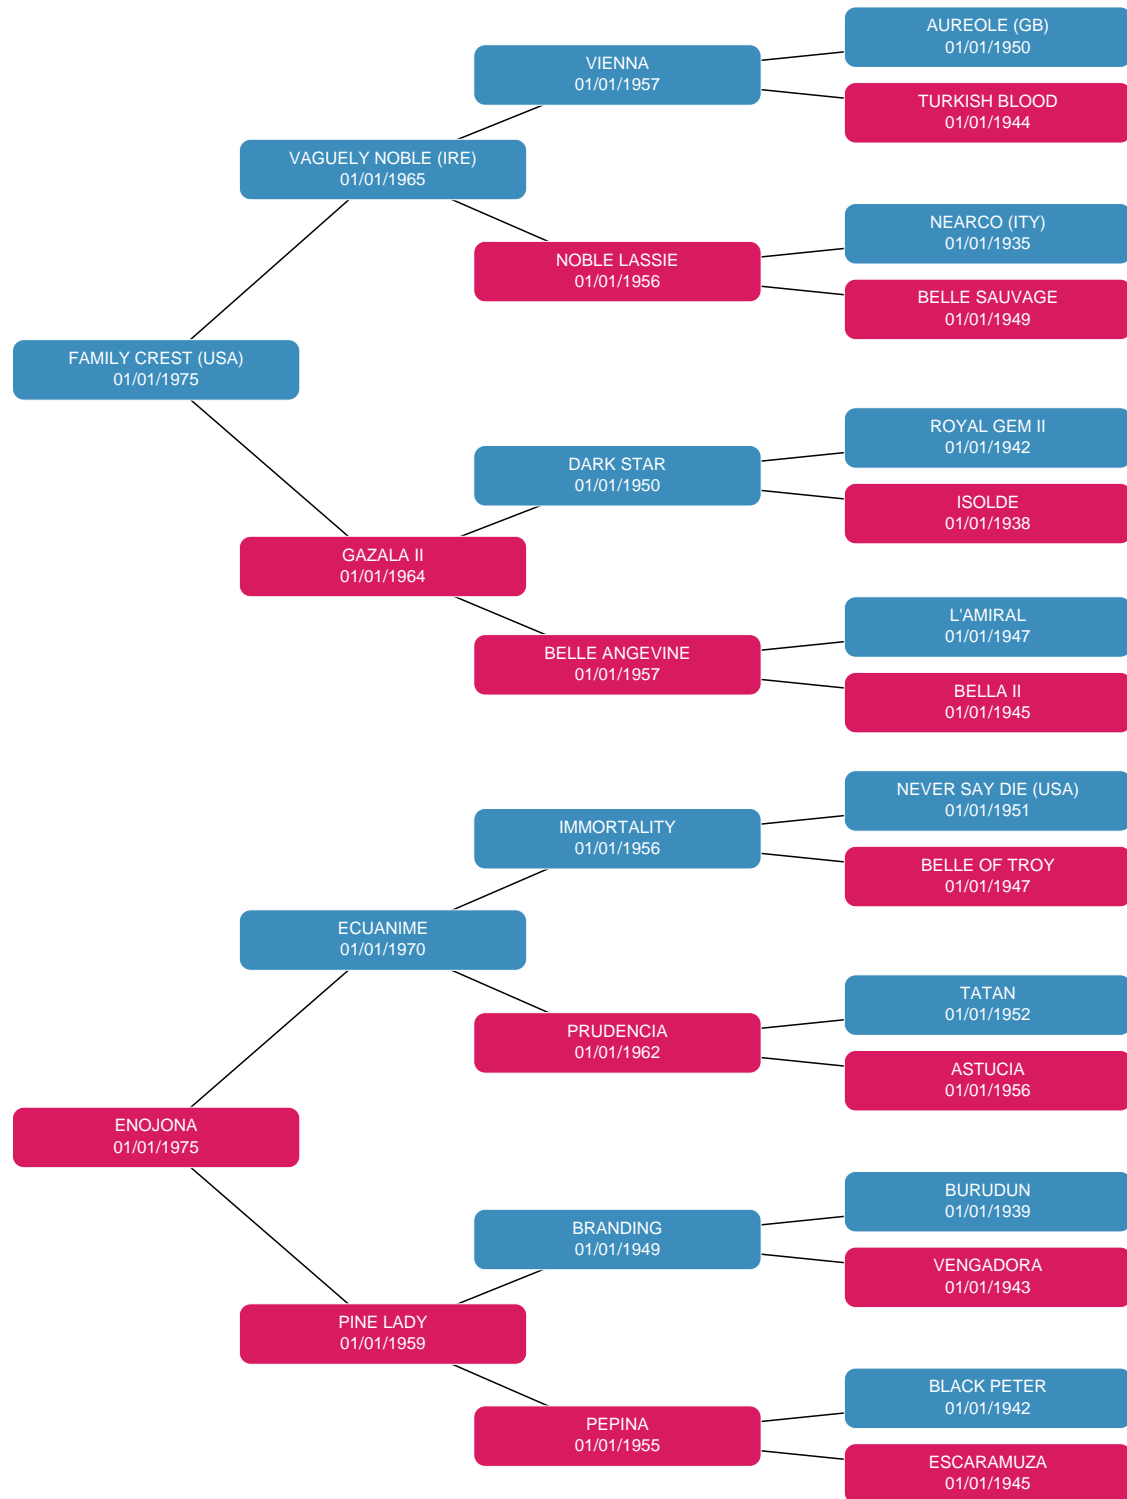 AUREOLE (GB)
01/01/1950
VIENNA
01/01/1957
TURKISH BLOOD
01/01/1944
VAGUELY NOBLE (IRE)
01/01/1965
NEARCO (ITY)
01/01/1935
NOBLE LASSIE
01/01/1956
BELLE SAUVAGE
01/01/1949
FAMILY CREST (USA)
01/01/1975
ROYAL GEM II
01/01/1942
DARK STAR
01/01/1950
ISOLDE
01/01/1938
GAZALA II
01/01/1964
L'AMIRAL
01/01/1947
BELLE ANGEVINE
01/01/1957
BELLA II
01/01/1945
NEVER SAY DIE (USA)
01/01/1951
IMMORTALITY
01/01/1956
BELLE OF TROY
01/01/1947
ECUANIME
01/01/1970
TATAN
01/01/1952
PRUDENCIA
01/01/1962
ASTUCIA
01/01/1956
ENOJONA
01/01/1975
BURUDUN
01/01/1939
BRANDING
01/01/1949
VENGADORA
01/01/1943
PINE LADY
01/01/1959
BLACK PETER
01/01/1942
PEPINA
01/01/1955
ESCARAMUZA
01/01/1945